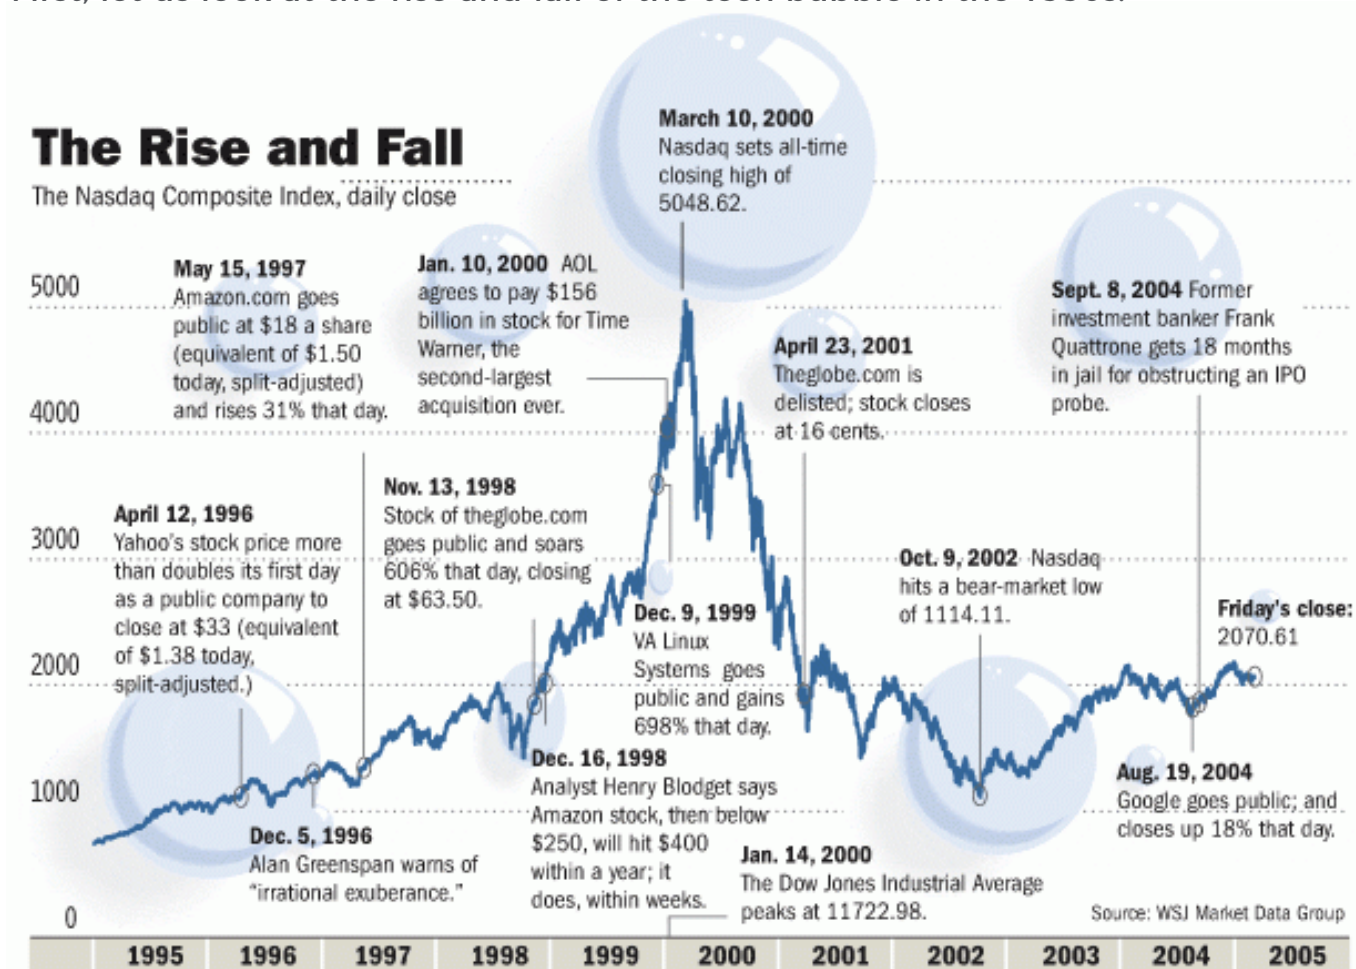 The Rise and Fall
The Nasdaq Composite Index, daily close
March 10, 2000
Nasdaq sets all-time
closing high of
5048.62.
May 15, 1997
Amazon.com goes
public at $18 a share
(equivalent of $1.50
today, split-adjusted)
and rises 31% that day.
Jan. 10, 2000 AOL
agrees to pay $156
billion in stock for Time
Warner, the
second-largest
acquisition ever.
April 23, 2001
Theglobe.com is
delisted; stock closes
at 16 cents.
Sept. 8, 2004 Former
investment banker Frank
Quattrone gets 18 months
in jail for obstructing an IPO
probe.
April 12, 1996
Yahoo's stock price more
than doubles its first day
as a public company to
close at $33 (equivalent
of $1.38 today,
split-adjusted.)
Nov. 13, 1998
Stock of theglobe.com
goes public and soars
606% that day, closing
at $63.50.
Dec. 9, 1999
VA Linux
Systems goes
public and gains
698% that day.
Oct. 9, 2002 Nasdaq
hits a bear-market low
of 1114.11.
Friday's close:
2070.61
Dec. 5, 1996
Alan Greenspan warns of
"irrational exuberance."
Dec. 16, 1998
Analyst Henry Blodget says
Amazon stock, then below
$250, will hit $400
within a year; it
does, within weeks.
Jan. 14, 2000
The Dow Jones Industrial Average
peaks at 11722.98.
Aug. 19, 2004
Google goes public; and
closes up 18% that day.
Source: WSJ Market Data Group
5000
4000
3000
2000
1000
0
1995 1996 1997 1998 1999 2000 2001 2002 2003 2004 2005